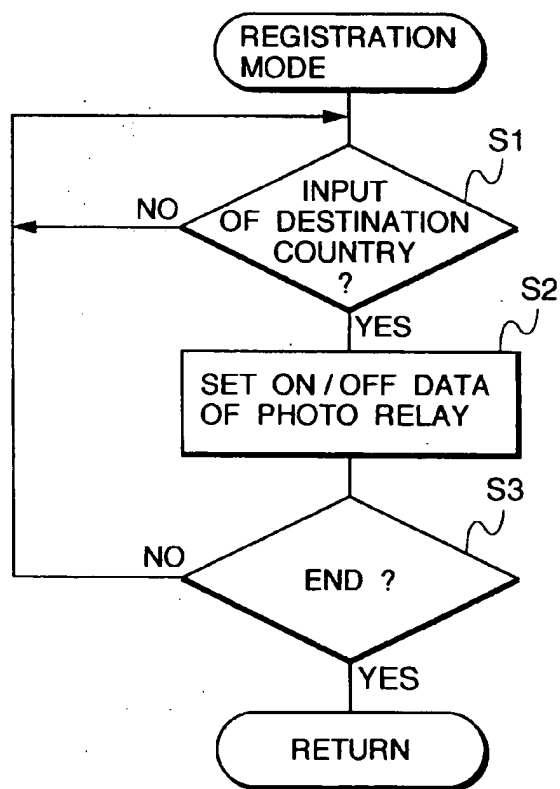 REGISTRATION
MODE
S1
INPUT
OF DESTINATION
COUNTRY
?
NO
YES
S2
SET ON/OFF DATA
OF PHOTO RELAY
S3
NO
END ?
YES
RETURN